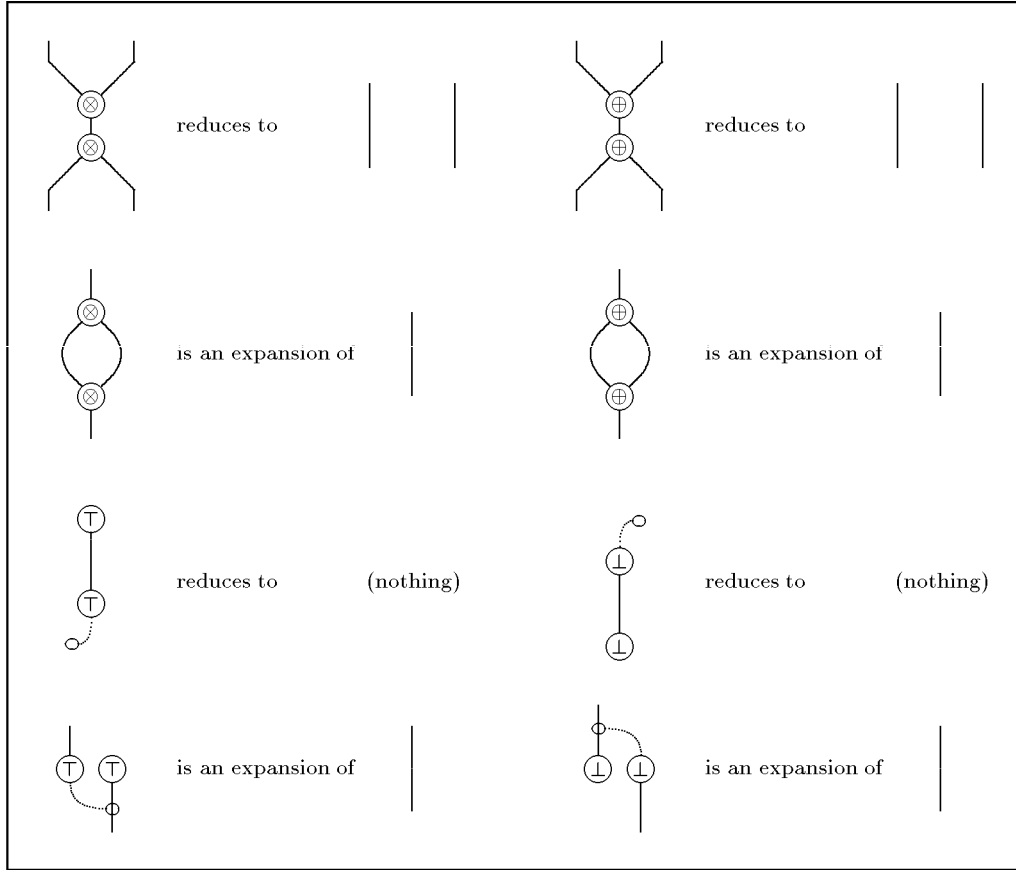 ⊗ ⊕
reduces to reduces to
⊗ ⊕
⊗ ⊕
is an expansion of is an expansion of
⊗ ⊕
⊤
⊥
reduces to (nothing) reduces to (nothing)
⊤
⊥
⊤ ⊤ is an expansion of ⊥ ⊥ is an expansion of